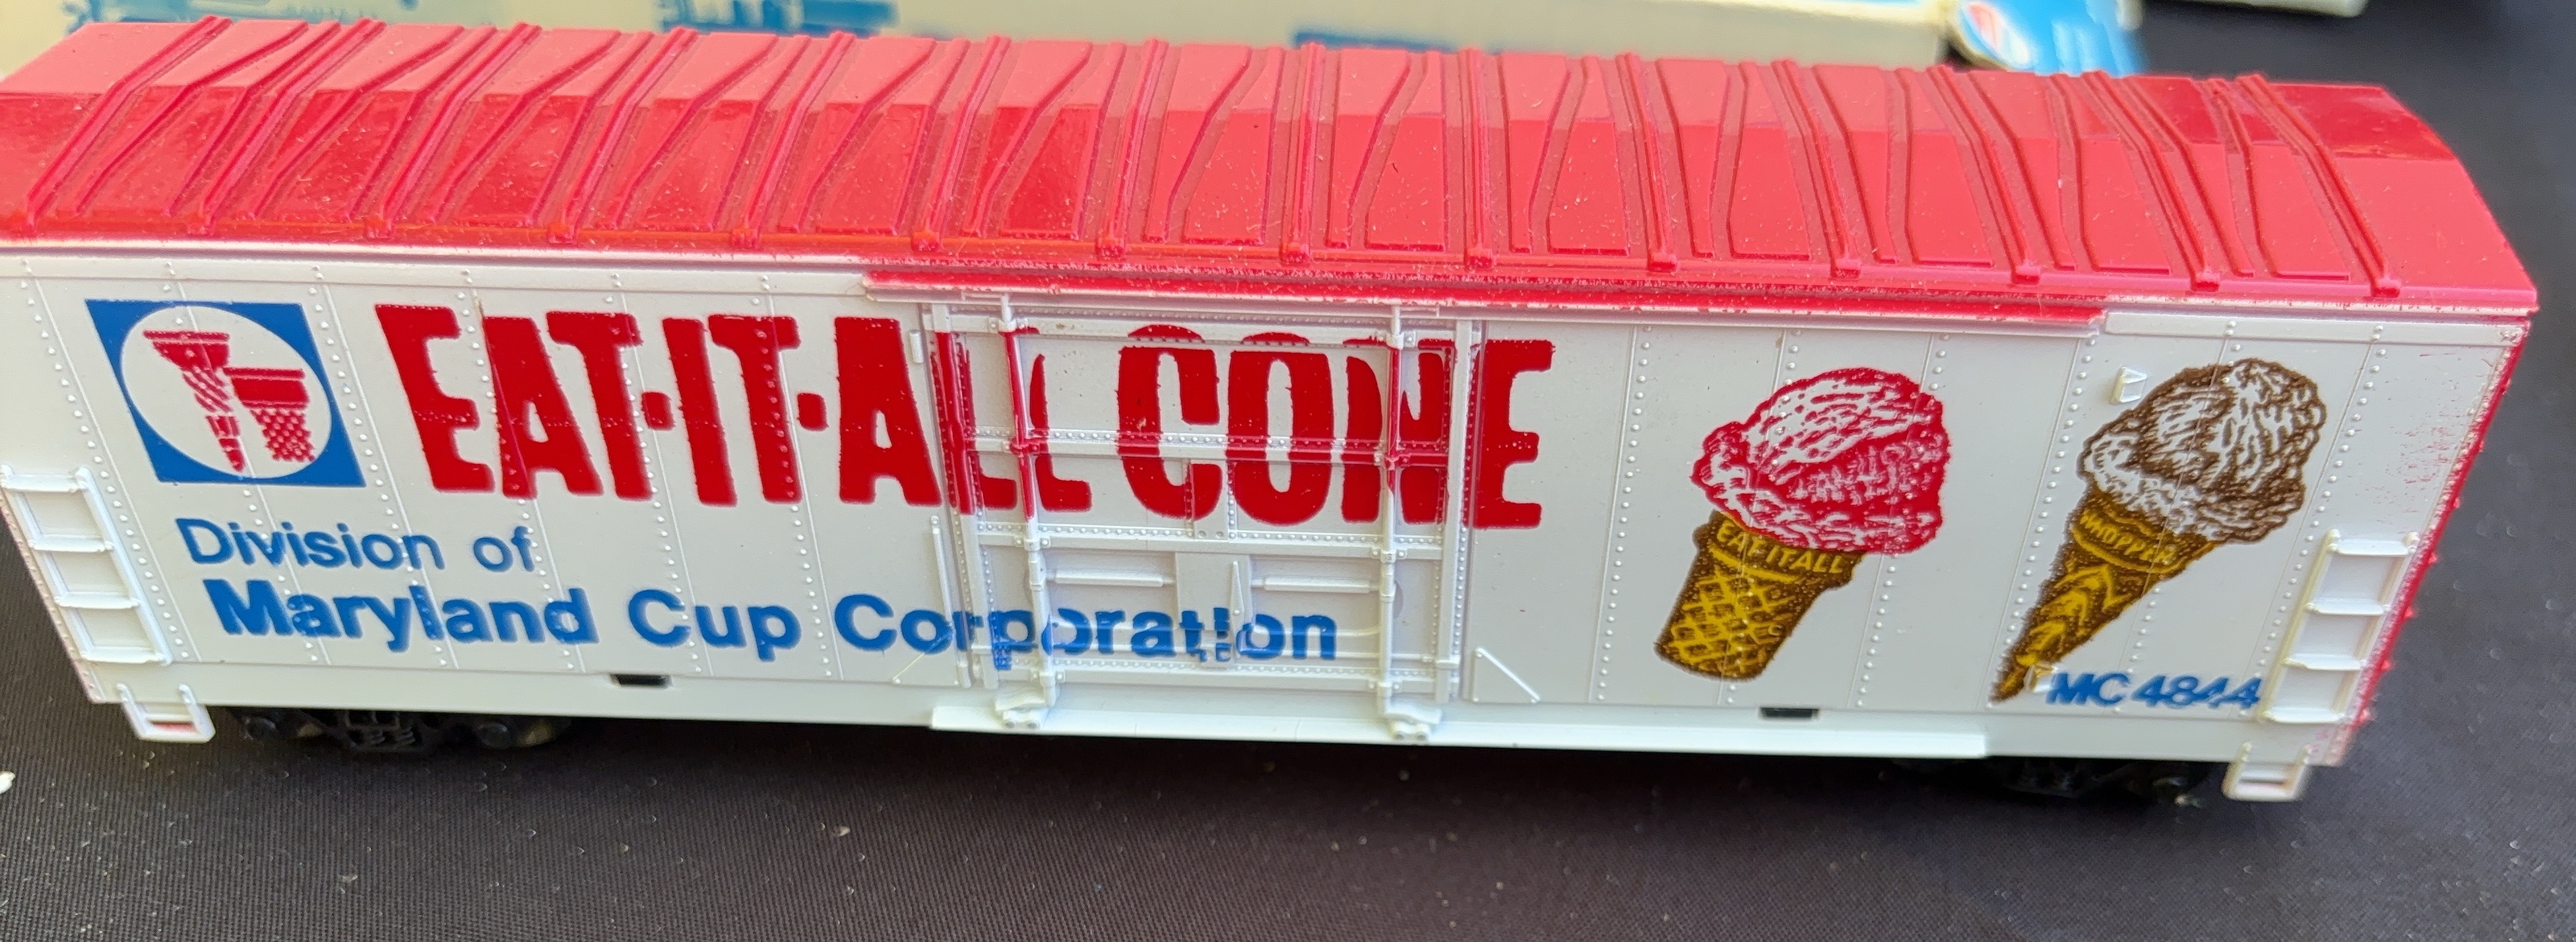 EAT·IT·ALL CONE
Division of
Maryland Cup Corporation
EAT IT ALL
WHOPPER
MC 4844